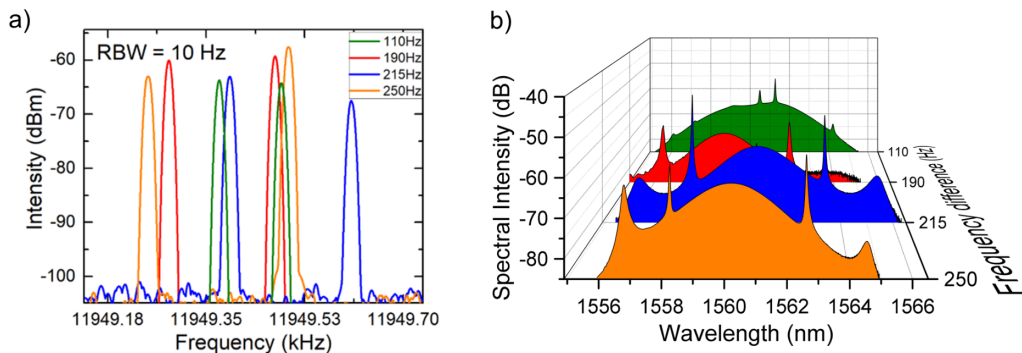 a)
RBW = 10 Hz
110Hz
190Hz
215Hz
250Hz
Intensity (dBm)
-60
-70
-80
-90
-100
11949.18 11949.35 11949.53 11949.70
Frequency (kHz)
b)
Spectral Intensity (dB)
-40
-50
-60
-70
-80
1556 1558 1560 1562 1564 1566
Wavelength (nm)
110
190
215
250
Frequency difference (Hz)